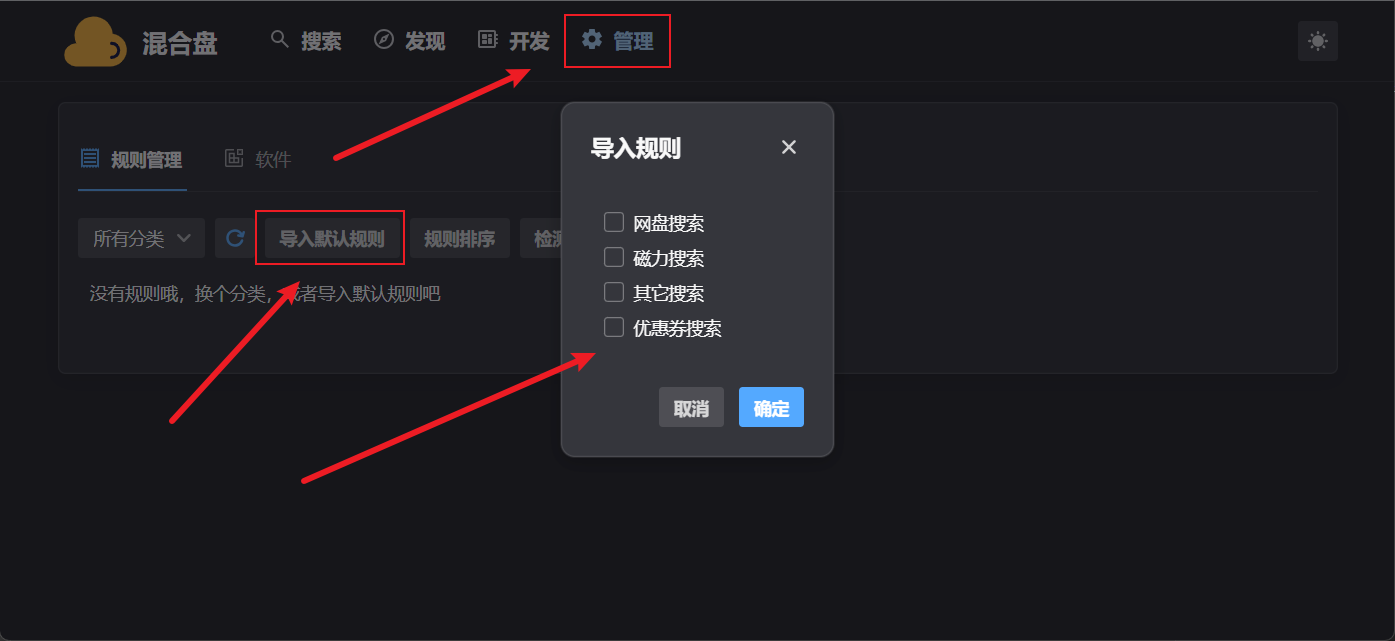 混合盘 搜索 发现 开发 管理
规则管理 软件
所有分类 导入默认规则 规则排序 检测
没有规则哦，换个分类，或者导入默认规则吧
导入规则
网盘搜索
磁力搜索
其它搜索
优惠券搜索
取消 确定